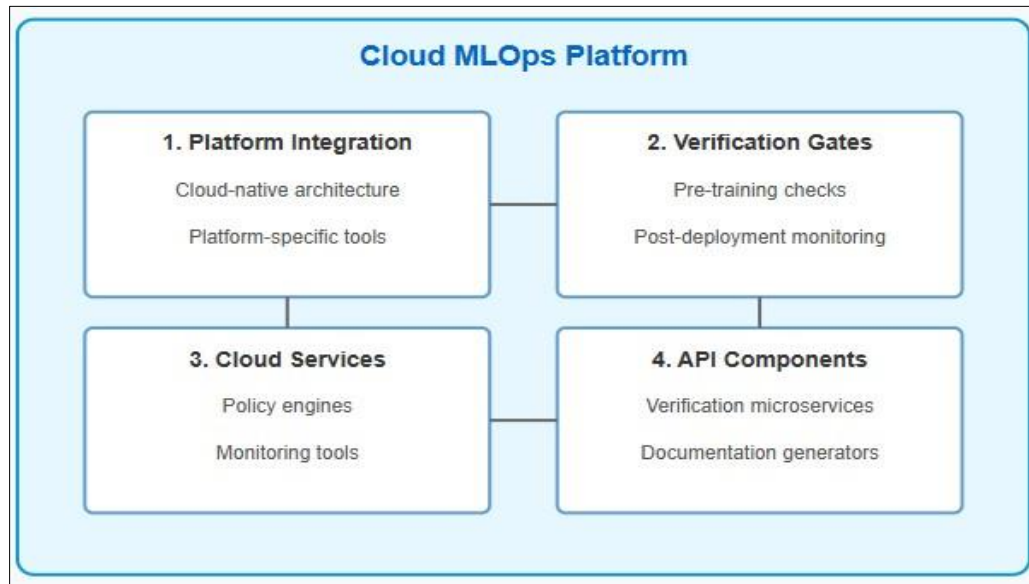 Cloud MLOps Platform
1. Platform Integration
Cloud-native architecture
Platform-specific tools
2. Verification Gates
Pre-training checks
Post-deployment monitoring
3. Cloud Services
Policy engines
Monitoring tools
4. API Components
Verification microservices
Documentation generators